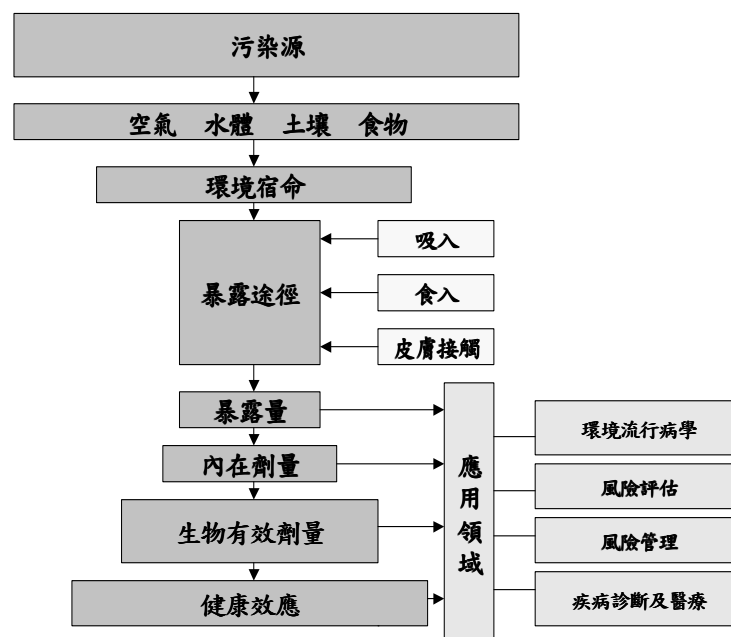 污染源
空氣 水體 土壤 食物
環境宿命
暴露途徑
吸入
食入
皮膚接觸
暴露量
內在劑量
生物有效劑量
健康效應
應用領域
環境流行病學
風險評估
風險管理
疾病診斷及醫療